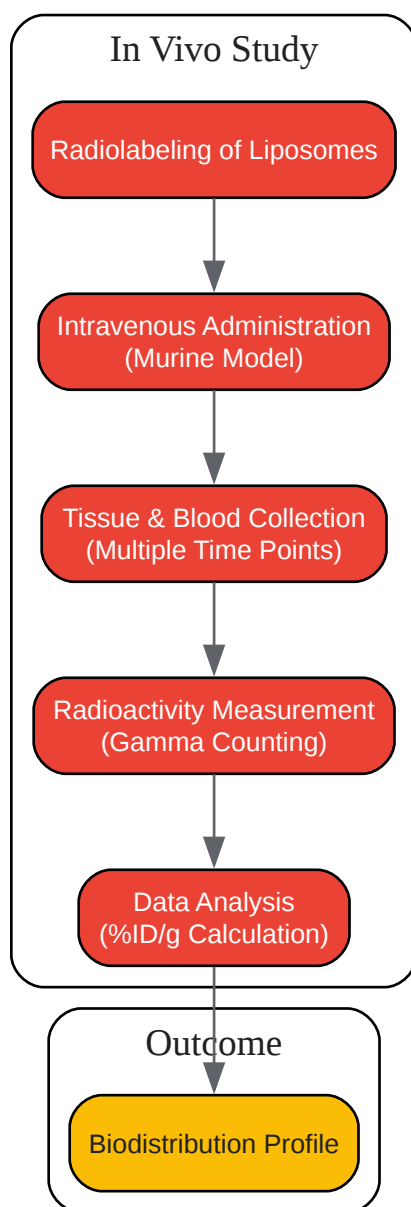 In Vivo Study
Radiolabeling of Liposomes
Intravenous Administration
(Murine Model)
Tissue & Blood Collection
(Multiple Time Points)
Radioactivity Measurement
(Gamma Counting)
Data Analysis
(%ID/g Calculation)
Outcome
Biodistribution Profile